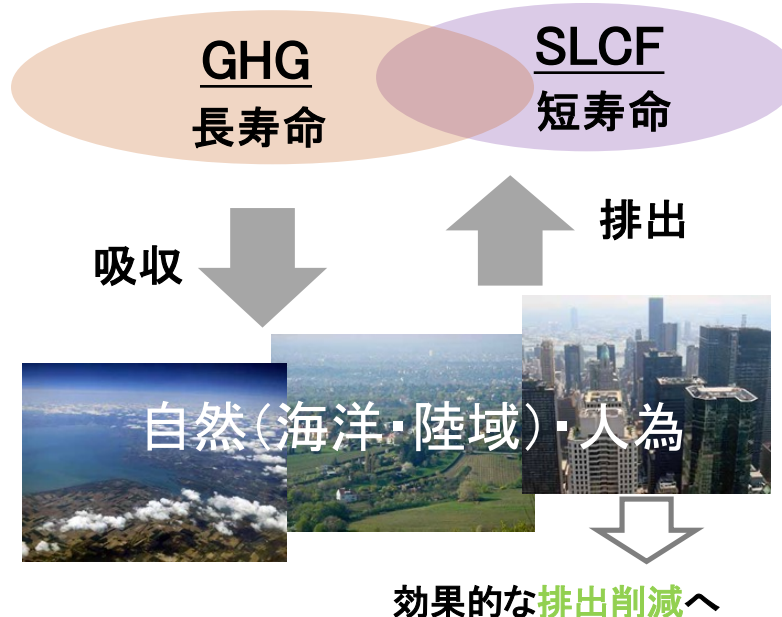 GHG
長寿命
SLCF
短寿命
吸収
排出
自然(海洋・陸域)・人為
効果的な排出削減へ